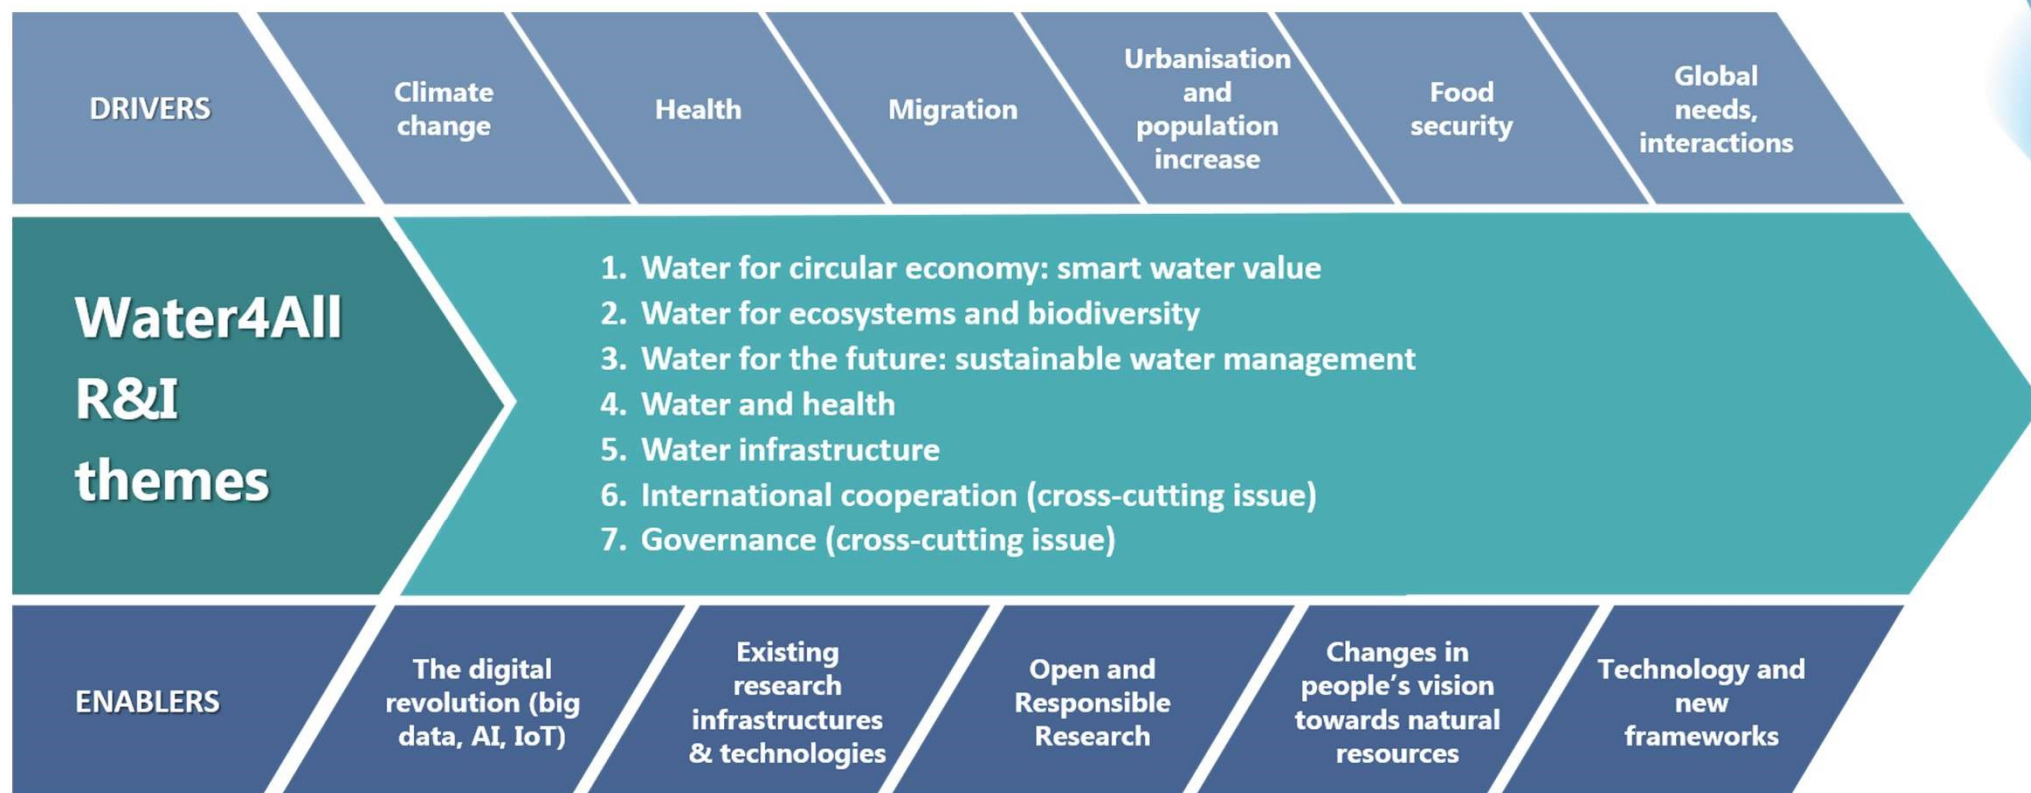 DRIVERS
Climate
change
Health
Migration
Urbanisation
and
population
increase
Food
security
Global
needs,
interactions
Water4All
R&I
themes
1. Water for circular economy: smart water value
2. Water for ecosystems and biodiversity
3. Water for the future: sustainable water management
4. Water and health
5. Water infrastructure
6. International cooperation (cross-cutting issue)
7. Governance (cross-cutting issue)
ENABLERS
The digital
revolution (big
data, AI, IoT)
Existing
research
infrastructures
& technologies
Open and
Responsible
Research
Changes in
people’s vision
towards natural
resources
Technology and
new
frameworks